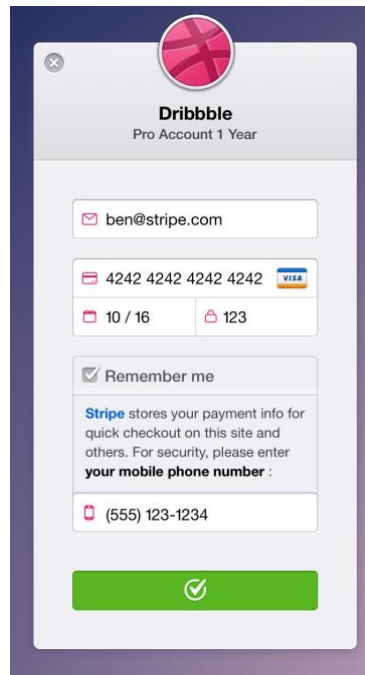 Dribbble
Pro Account 1 Year
ben@stripe.com
4242 4242 4242 4242 VISA
10 / 16 123
Remember me
Stripe stores your payment info for
quick checkout on this site and
others. For security, please enter
your mobile phone number :
(555) 123-1234